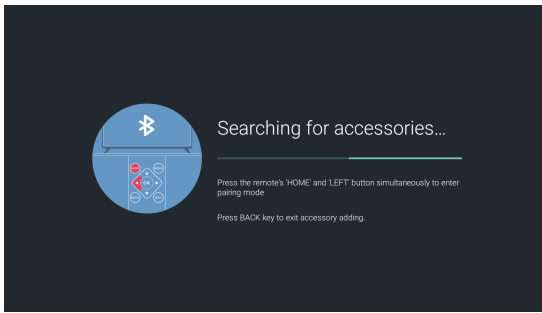 Searching for accessories...
Press the remote's 'HOME' and 'LEFT' button simultaneously to enter
pairing mode
Press BACK key to exit accessory adding.
OK